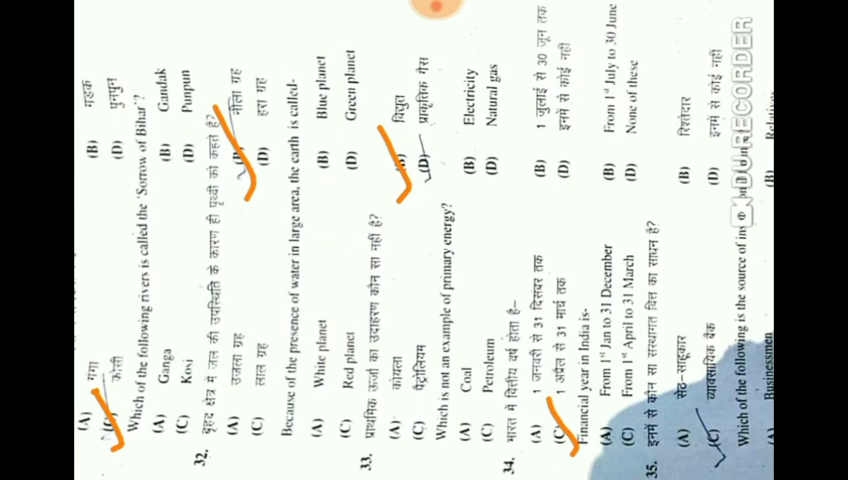 (A) गंगा (B) गंडक
(C) कोसी (D) पुनपुन
Which of the following rivers is called the 'Sorrow of Bihar'?
(A) Ganga (B) Gandak
(C) Kosi (D) Punpun
32. बृहद क्षेत्र में जल की उपस्थिति के कारण ही पृथ्वी को कहते हैं?
(A) उजला ग्रह (B) नीला ग्रह
(C) लाल ग्रह (D) हरा ग्रह
Because of the presence of water in large area, the earth is called-
(A) White planet (B) Blue planet
(C) Red planet (D) Green planet
33. प्राथमिक ऊर्जा का उदाहरण कौन सा नहीं है?
(A) कोयला (B) विद्युत
(C) पेट्रोलियम (D) प्राकृतिक गैस
Which is not an example of primary energy?
(A) Coal (B) Electricity
(C) Petroleum (D) Natural gas
34. भारत में वित्तीय वर्ष होता है-
(A) 1 जनवरी से 31 दिसंबर तक (B) 1 जुलाई से 30 जून तक
(C) 1 अप्रैल से 31 मार्च तक (D) इनमें से कोई नहीं
Financial year in India is-
(A) From 1st Jan to 31 December (B) From 1st July to 30 June
(C) From 1st April to 31 March (D) None of these
35. इनमें से कौन सा संस्थागत वित्त का साधन है?
(A) सेठ-साहूकार (B) रिश्तेदार
(C) व्यावसायिक बैंक (D) इनमें से कोई नहीं
Which of the following is the source of
(A) Businessmen (B) Relatives
DU RECORDER